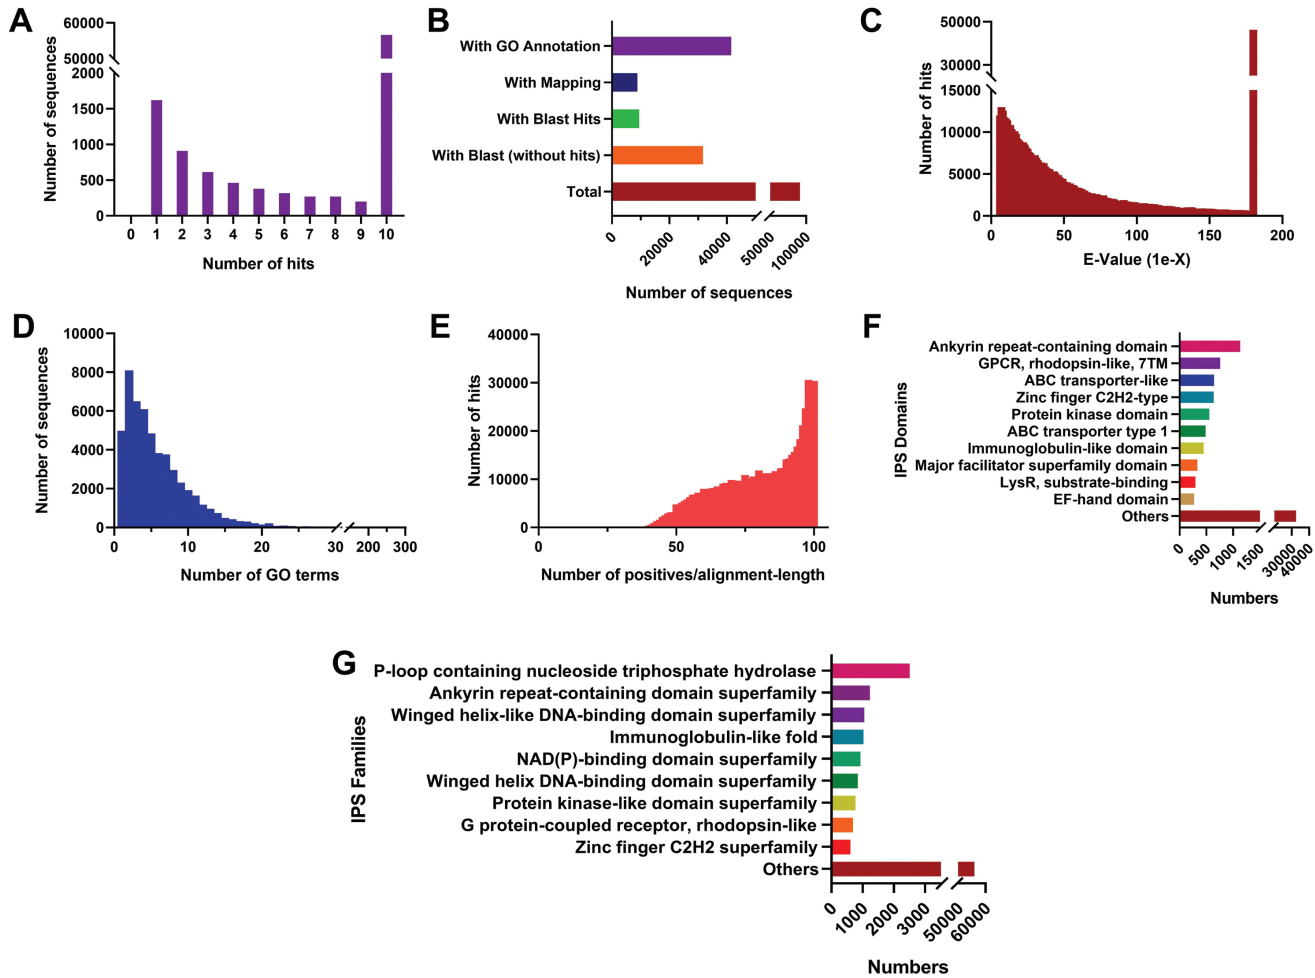 A
Number of sequences
60000
50000
2000
1500
1000
500
0
0 1 2 3 4 5 6 7 8 9 10
Number of hits
B
With GO Annotation
With Mapping
With Blast Hits
With Blast (without hits)
Total
0 20000 40000 50000 100000
Number of sequences
C
Number of hits
50000
30000
15000
10000
5000
0
0 50 100 150 200
E-Value (1e-X)
D
Number of sequences
10000
8000
6000
4000
2000
0
0 10 20 30 200 300
Number of GO terms
E
Number of hits
40000
30000
20000
10000
0
0 50 100
Number of positives/alignment-length
F
IPS Domains
Ankyrin repeat-containing domain
GPCR, rhodopsin-like, 7TM
ABC transporter-like
Zinc finger C2H2-type
Protein kinase domain
ABC transporter type 1
Immunoglobulin-like domain
Major facilitator superfamily domain
LysR, substrate-binding
EF-hand domain
Others
0 500 1000 1500 30000 40000
Numbers
G
IPS Families
P-loop containing nucleoside triphosphate hydrolase
Ankyrin repeat-containing domain superfamily
Winged helix-like DNA-binding domain superfamily
Immunoglobulin-like fold
NAD(P)-binding domain superfamily
Winged helix DNA-binding domain superfamily
Protein kinase-like domain superfamily
G protein-coupled receptor, rhodopsin-like
Zinc finger C2H2 superfamily
Others
0 1000 2000 3000 50000 60000
Numbers